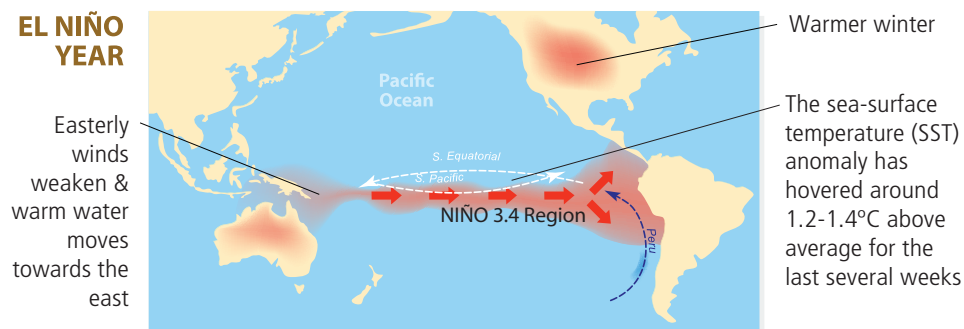 EL NIÑO
YEAR
Easterly
winds
weaken &
warm water
moves
towards the
east
Pacific
Ocean
S. Equatorial
S. Pacific
NIÑO 3.4 Region
Peru
Warmer winter
The sea-surface
temperature (SST)
anomaly has
hovered around
1.2-1.4ºC above
average for the
last several weeks